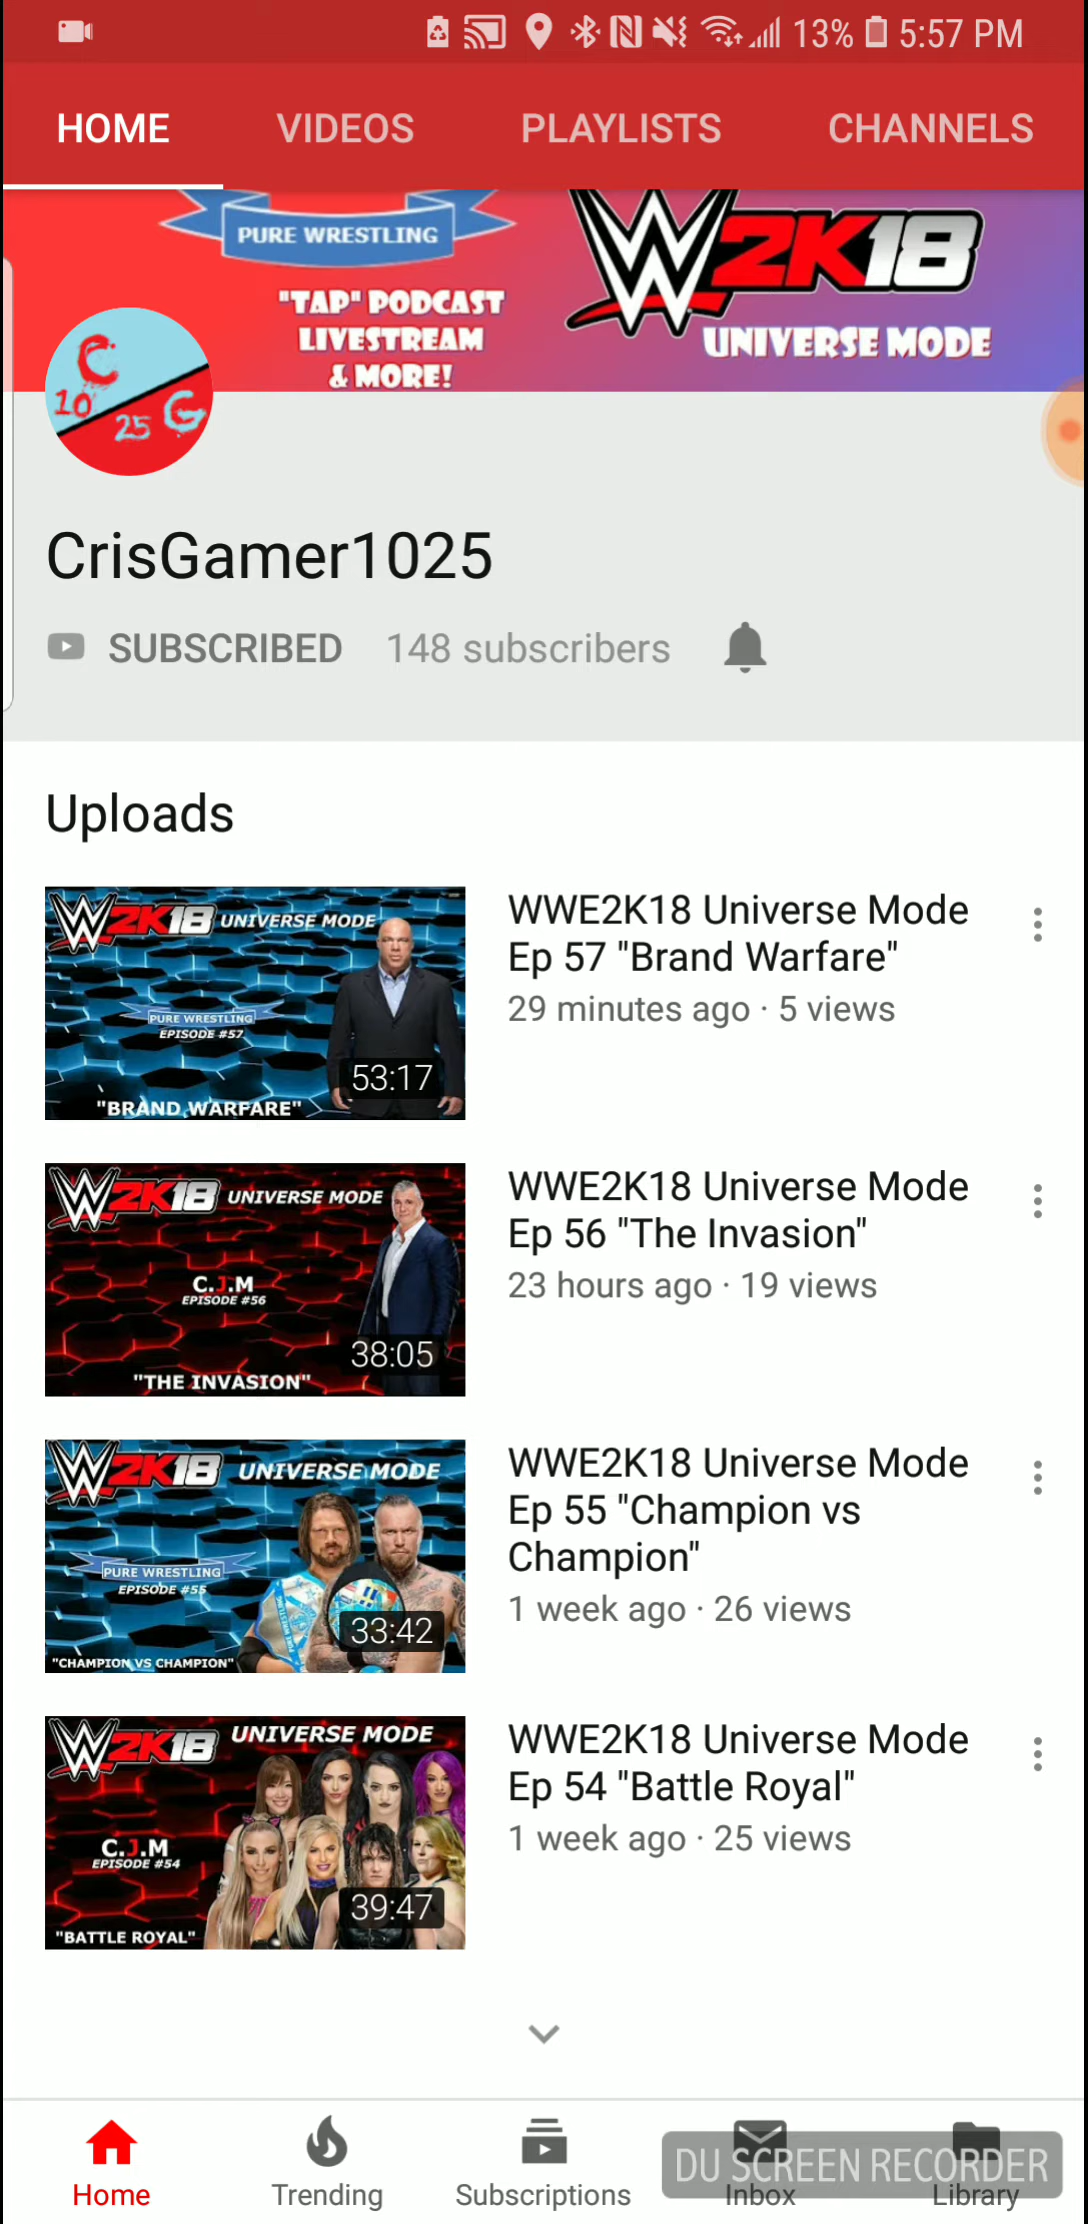 13% 5:57 PM
HOME VIDEOS PLAYLISTS CHANNELS
PURE WRESTLING
"TAP" PODCAST
LIVESTREAM
& MORE!
W2K18
UNIVERSE MODE
C
10
25 G
CrisGamer1025
SUBSCRIBED 148 subscribers
Uploads
W2K18 UNIVERSE MODE
PURE WRESTLING
EPISODE #57
53:17
"BRAND WARFARE"
WWE2K18 Universe Mode
Ep 57 "Brand Warfare"
29 minutes ago · 5 views
W2K18 UNIVERSE MODE
C.J.M
EPISODE #56
38:05
"THE INVASION"
WWE2K18 Universe Mode
Ep 56 "The Invasion"
23 hours ago · 19 views
W2K18 UNIVERSE MODE
PURE WRESTLING
EPISODE #55
33:42
"CHAMPION VS CHAMPION"
WWE2K18 Universe Mode
Ep 55 "Champion vs
Champion"
1 week ago · 26 views
W2K18 UNIVERSE MODE
C.J.M
EPISODE #54
39:47
"BATTLE ROYAL"
WWE2K18 Universe Mode
Ep 54 "Battle Royal"
1 week ago · 25 views
DU SCREEN RECORDER
Home Trending Subscriptions Inbox Library